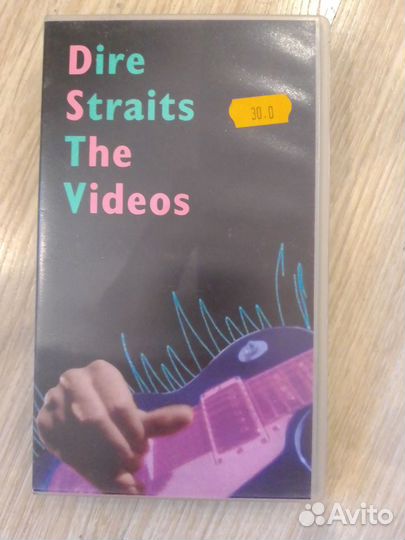 Dire
Straits
The
Videos
30.0
Avito